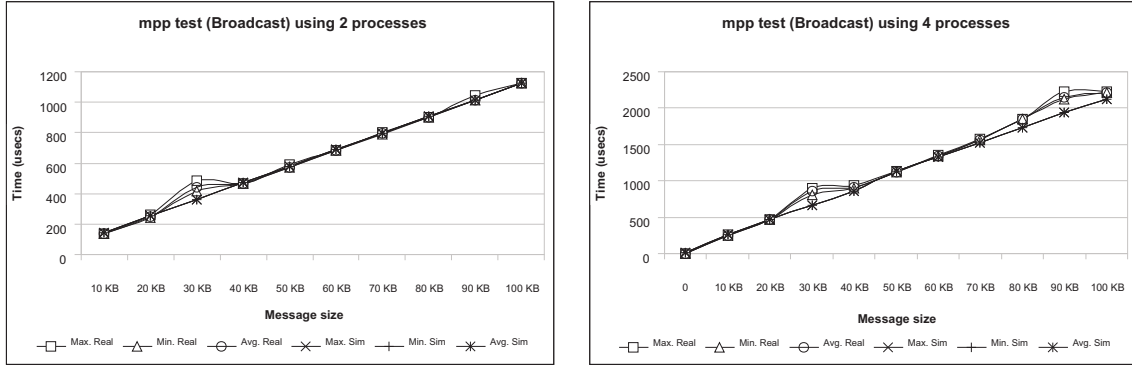 mpp test (Broadcast) using 2 processes
1200
1000
800
600
400
200
0
Time (usecs)
10 KB 20 KB 30 KB 40 KB 50 KB 60 KB 70 KB 80 KB 90 KB 100 KB
Message size
Max. Real Min. Real Avg. Real Max. Sim Min. Sim Avg. Sim
mpp test (Broadcast) using 4 processes
2500
2000
1500
1000
500
0
Time (usecs)
0 10 KB 20 KB 30 KB 40 KB 50 KB 60 KB 70 KB 80 KB 90 KB 100 KB
Message size
Max. Real Min. Real Avg. Real Max. Sim Min. Sim Avg. Sim